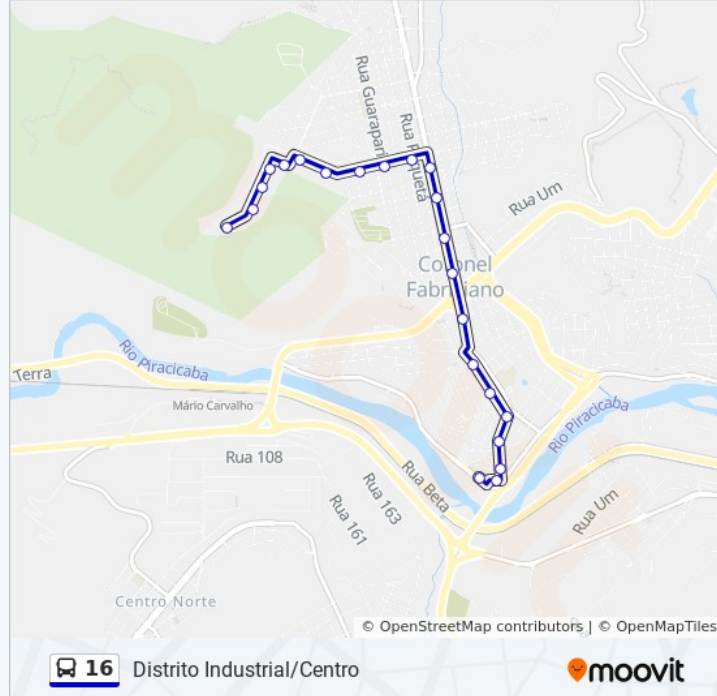 Rua Guarapari
Rua Paquetá
Rua Um
Coronel
Fabriciano
Rio Piracicaba
Terra
Mário Carvalho
Rio Piracicaba
Rua 108
Rua Beta
Rua 163
Rua Um
Rua 161
Centro Norte
© OpenStreetMap contributors | © OpenMapTiles
16 Distrito Industrial/Centro
moovit